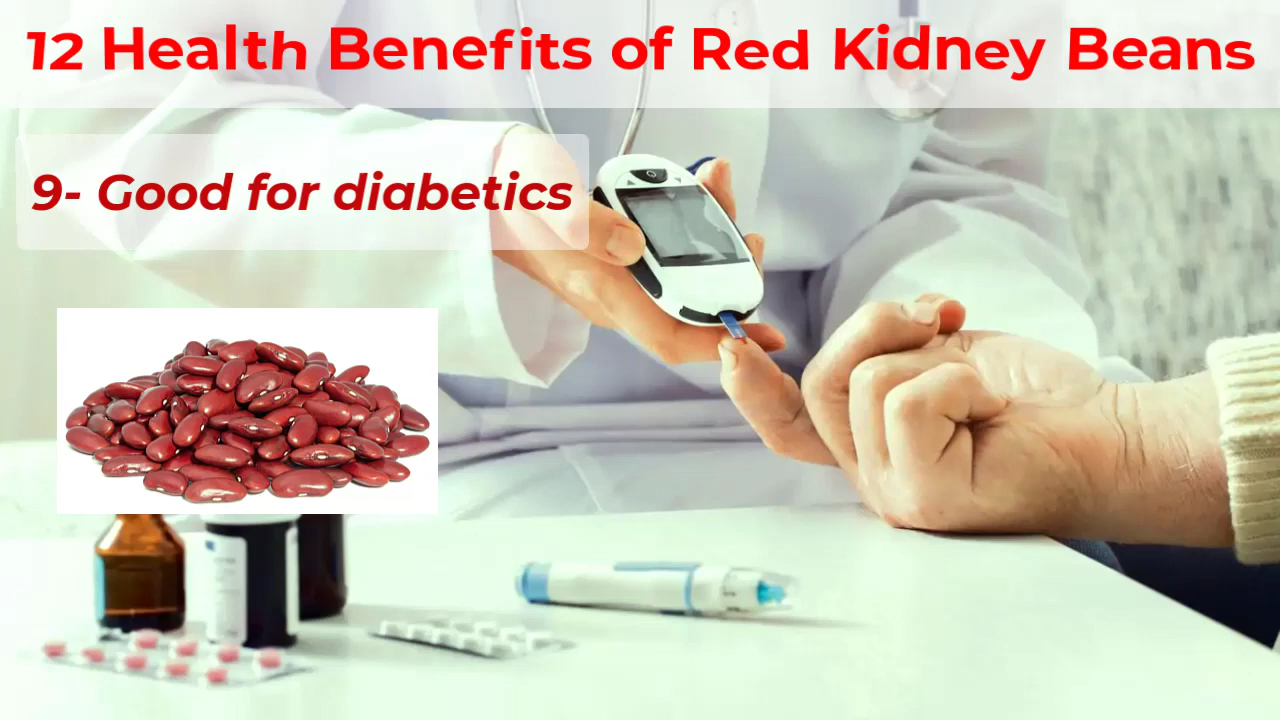 12 Health Benefits of Red Kidney Beans
9- Good for diabetics